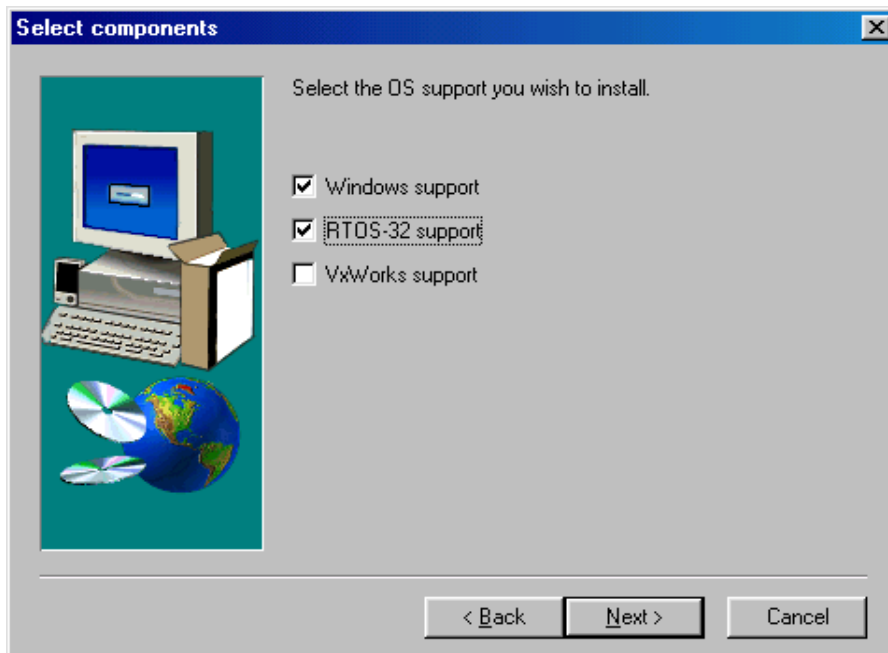 Select components
Select the OS support you wish to install.
Windows support
RTOS-32 support
VxWorks support
< Back
Next >
Cancel